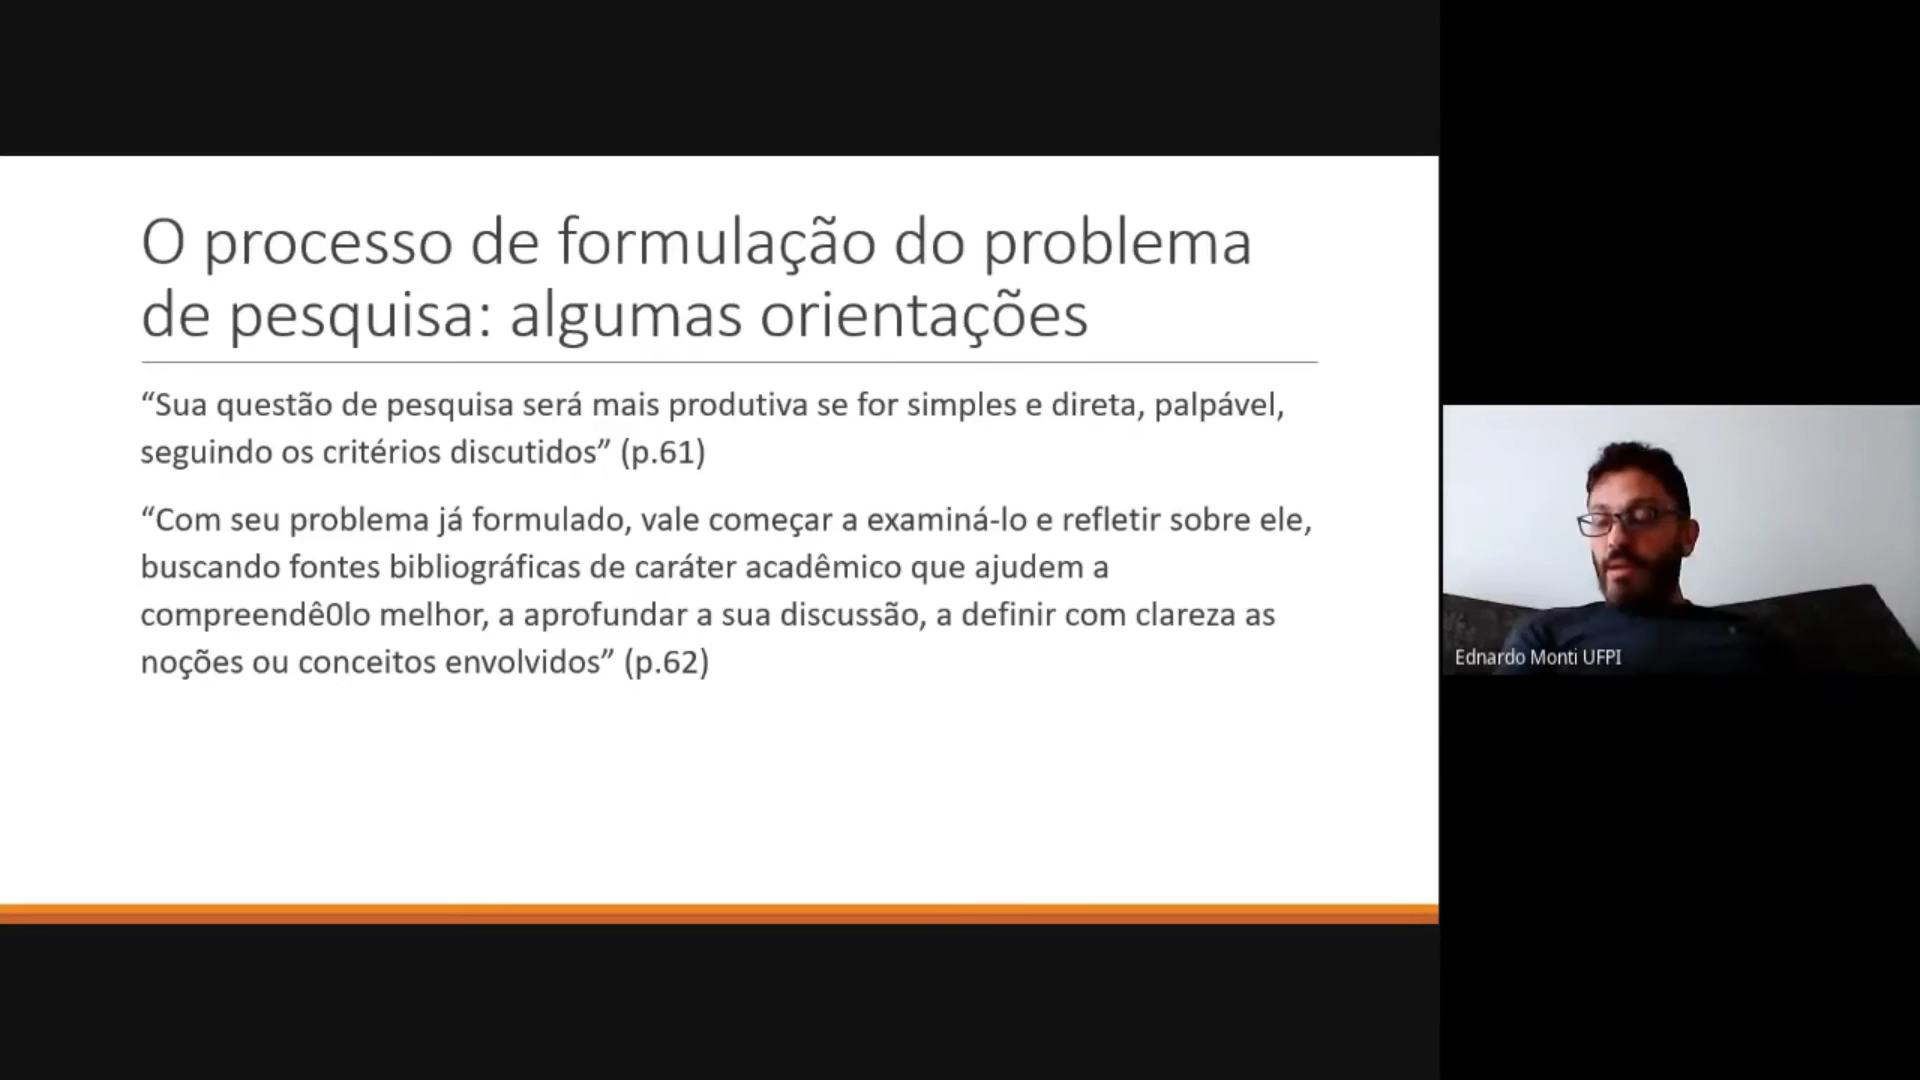 O processo de formulação do problema
de pesquisa: algumas orientações
“Sua questão de pesquisa será mais produtiva se for simples e direta, palpável,
seguindo os critérios discutidos” (p.61)
“Com seu problema já formulado, vale começar a examiná-lo e refletir sobre ele,
buscando fontes bibliográficas de caráter acadêmico que ajudem a
compreendê0lo melhor, a aprofundar a sua discussão, a definir com clareza as
noções ou conceitos envolvidos” (p.62)
Ednardo Monti UFPI